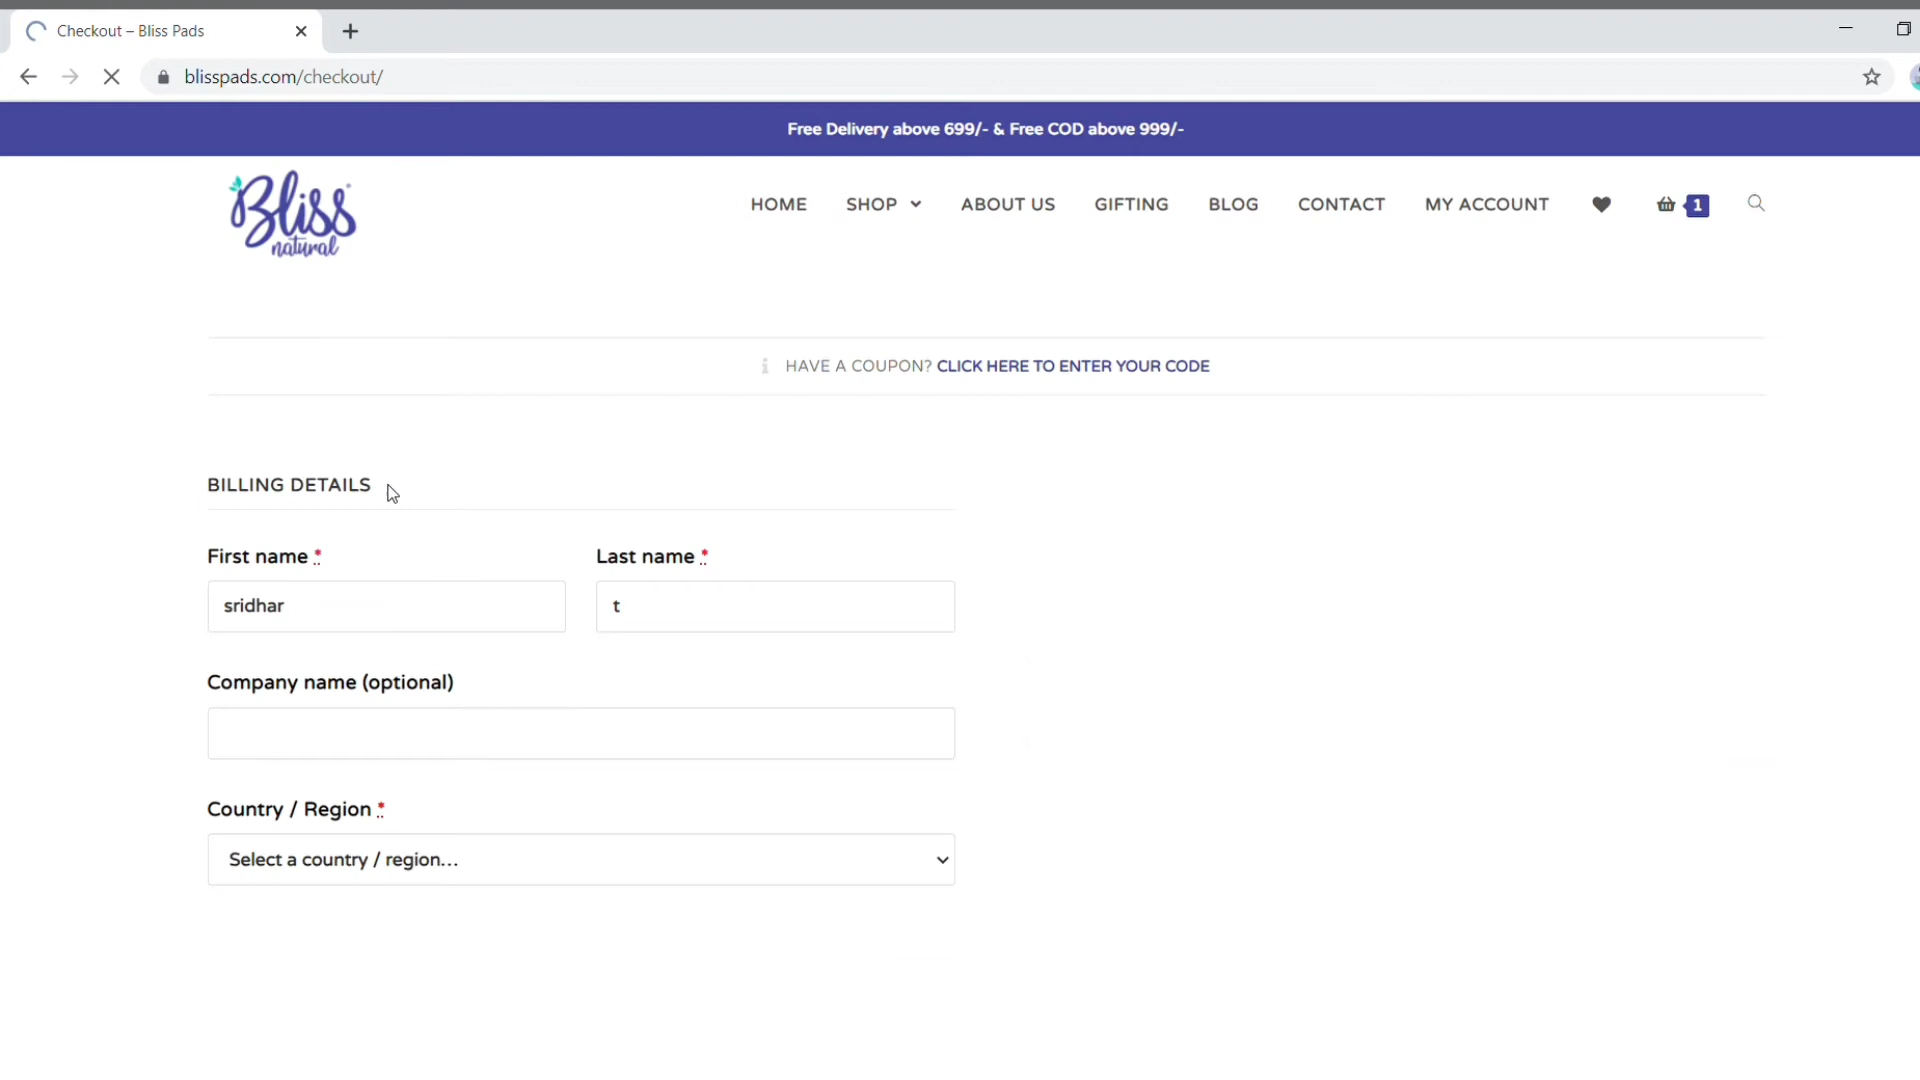 Checkout – Bliss Pads
blisspads.com/checkout/
Free Delivery above 699/- & Free COD above 999/-
Bliss natural
HOME SHOP ABOUT US GIFTING BLOG CONTACT MY ACCOUNT 1
HAVE A COUPON? CLICK HERE TO ENTER YOUR CODE
BILLING DETAILS
First name * Last name *
sridhar t
Company name (optional)
Country / Region *
Select a country / region...